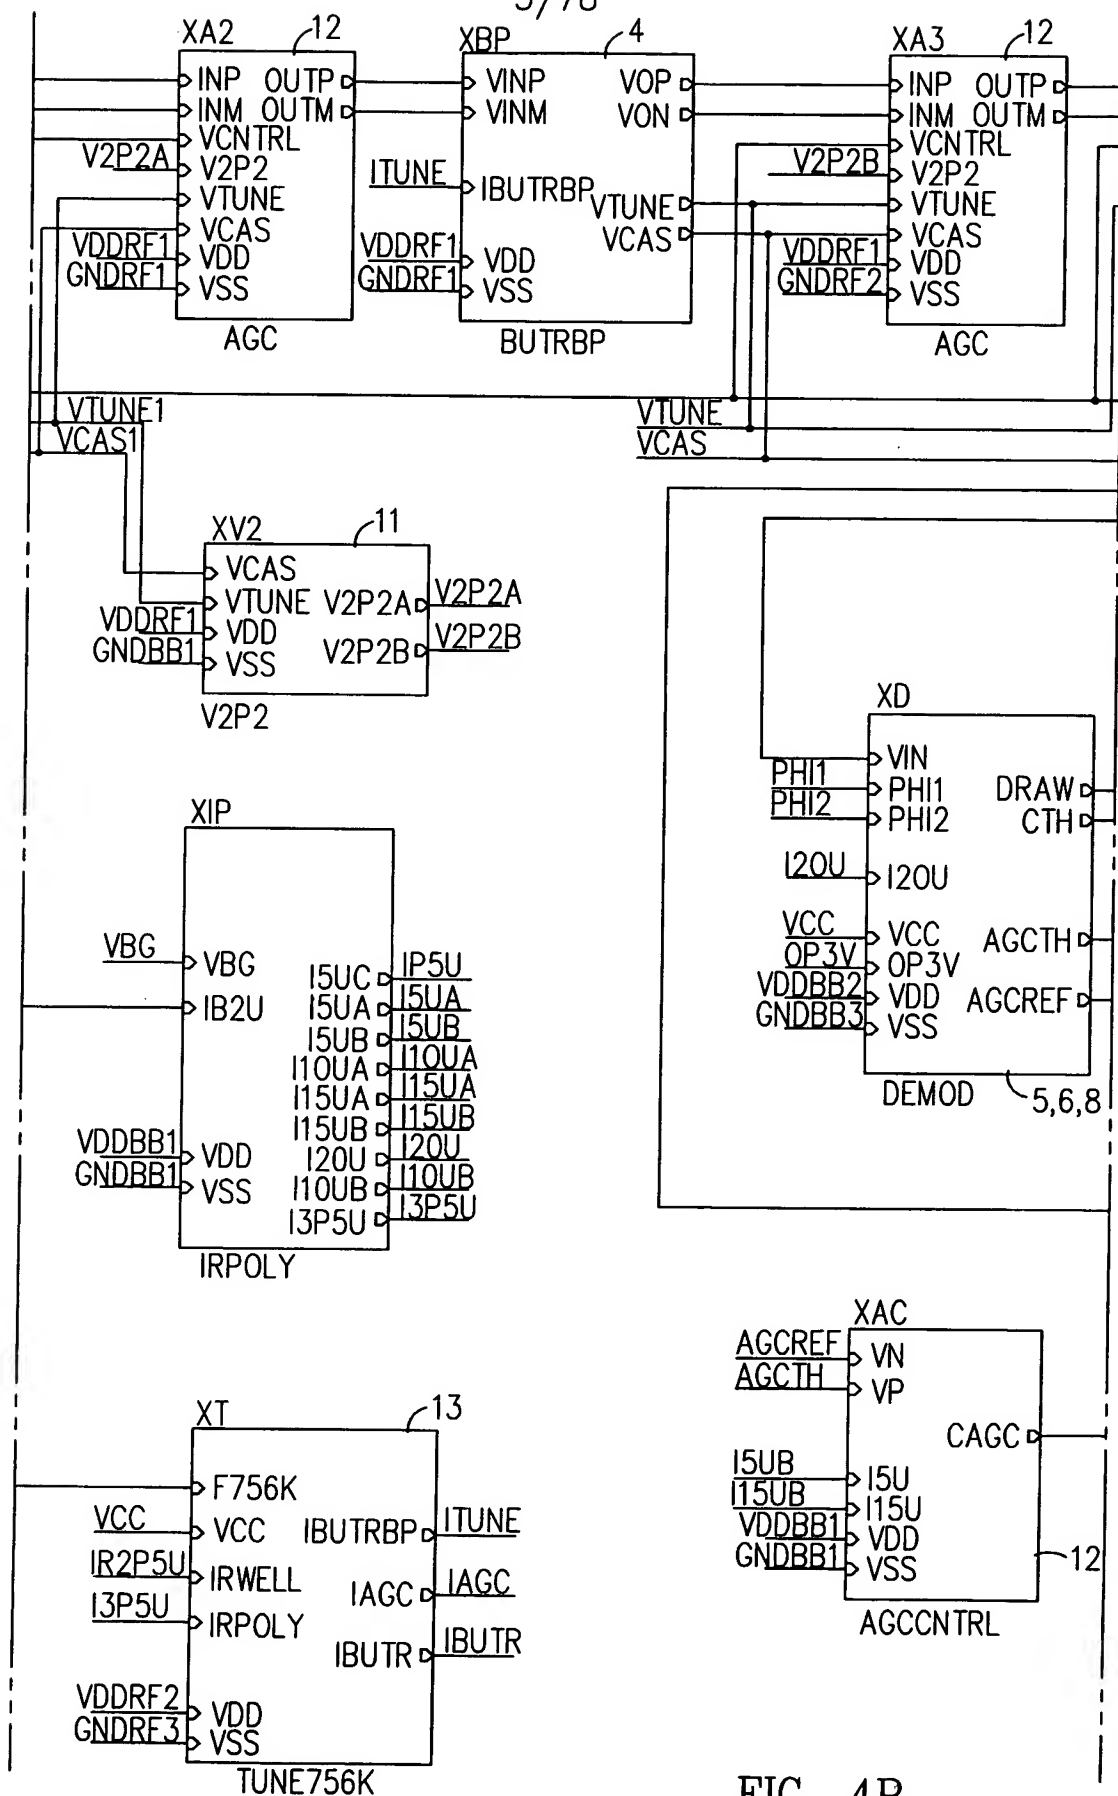 5/78
XA2 12
INP OUTP
INM OUTM
VCNTRL
V2P2A V2P2
VTUNE
VCAS
VDDRF1 VDD
GNDRF1 VSS
AGC
XBP 4
VINP VOP
VINM VON
ITUNE IBUTRBP
VTUNE
VCAS
VDDRF1 VDD
GNDRF1 VSS
BUTRBP
XA3 12
INP OUTP
INM OUTM
VCNTRL
V2P2B V2P2
VTUNE
VCAS
VDDRF1 VDD
GNDRF2 VSS
AGC
VTUNE1
VCAS1
VTUNE
VCAS
XV2 11
VCAS
VTUNE V2P2A V2P2A
VDDRF1 VDD
V2P2B V2P2B
GNDBB1 VSS
V2P2
XD
VIN
PHI1 PHI1 DRAW
PHI2 PHI2 CTH
I20U I20U
VCC VCC AGCTH
OP3V OP3V
VDDBB2 VDD AGCREF
GNDBB3 VSS
DEMOD 5,6,8
XIP
VBG VBG
I5UC IP5U
IB2U I5UA I5UA
I5UB I5UB
I10UA I10UA
I15UA I15UA
I15UB I15UB
VDDBB1 VDD I20U I20U
GNDBB1 VSS I10UB I10UB
I3P5U I3P5U
IRPOLY
XAC
AGCREF VN
AGCTH VP
CAGC
I5UB I5U
I15UB I15U
VDDBB1 VDD
GNDBB1 VSS
12
AGCCNTRL
XT 13
F756K
VCC VCC IBUTRBP ITUNE
IR2P5U IRWELL
IAGC IAGC
I3P5U IRPOLY
IBUTR IBUTR
VDDRF2 VDD
GNDRF3 VSS
TUNE756K
FIG. 4B